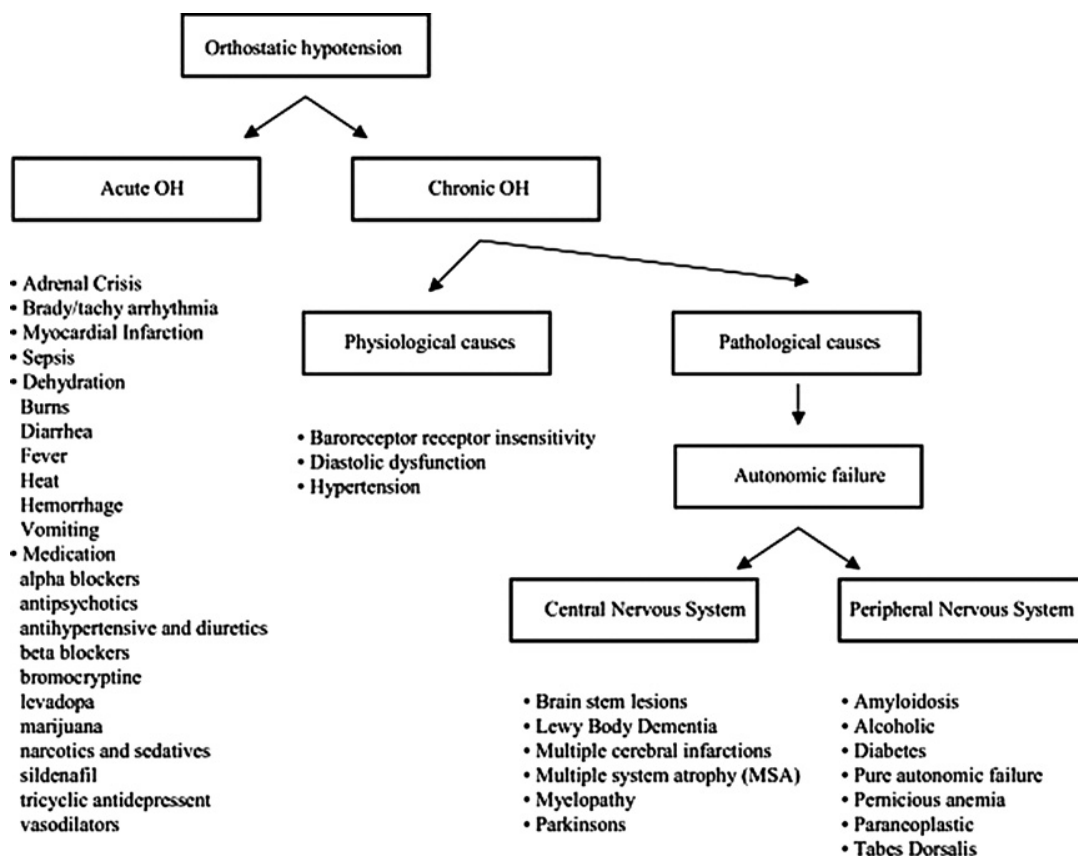 Orthostatic hypotension
Acute OH
Chronic OH
• Adrenal Crisis
• Brady/tachy arrhythmia
• Myocardial Infarction
• Sepsis
• Dehydration
Burns
Diarrhea
Fever
Heat
Hemorrhage
Vomiting
• Medication
alpha blockers
antipsychotics
antihypertensive and diuretics
beta blockers
bromocryptine
levadopa
marijuana
narcotics and sedatives
sildenafil
tricyclic antidepressent
vasodilators
Physiological causes
• Baroreceptor receptor insensitivity
• Diastolic dysfunction
• Hypertension
Pathological causes
Autonomic failure
Central Nervous System
• Brain stem lesions
• Lewy Body Dementia
• Multiple cerebral infarctions
• Multiple system atrophy (MSA)
• Myelopathy
• Parkinsons
Peripheral Nervous System
• Amyloidosis
• Alcoholic
• Diabetes
• Pure autonomic failure
• Pernicious anemia
• Paraneoplastic
• Tabes Dorsalis